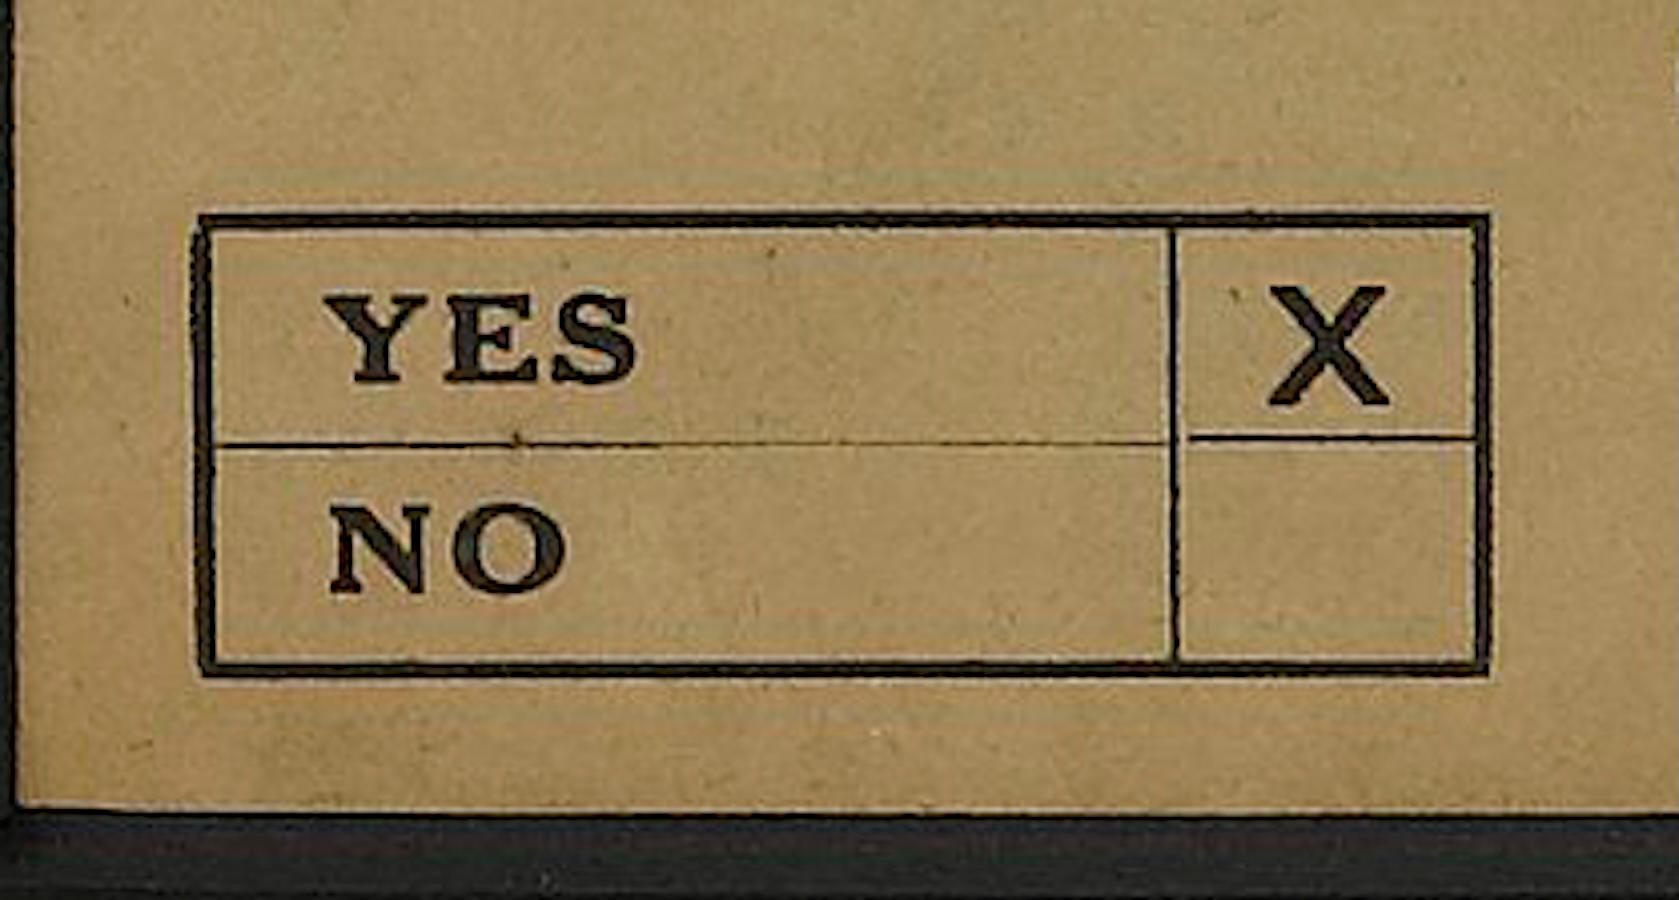 YES X
NO